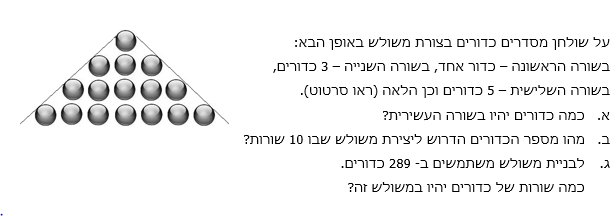 על שולחן מסדרים כדורים בצורת משולש באופן הבא:
בשורה הראשונה – כדור אחד, בשורה השנייה – 3 כדורים,
בשורה השלישית – 5 כדורים וכן הלאה (ראו סרטוט).
א. כמה כדורים יהיו בשורה העשירית?
ב. מהו מספר הכדורים הדרוש ליצירת משולש שבו 10 שורות?
ג. לבניית משולש משתמשים ב- 289 כדורים.
כמה שורות של כדורים יהיו במשולש זה?